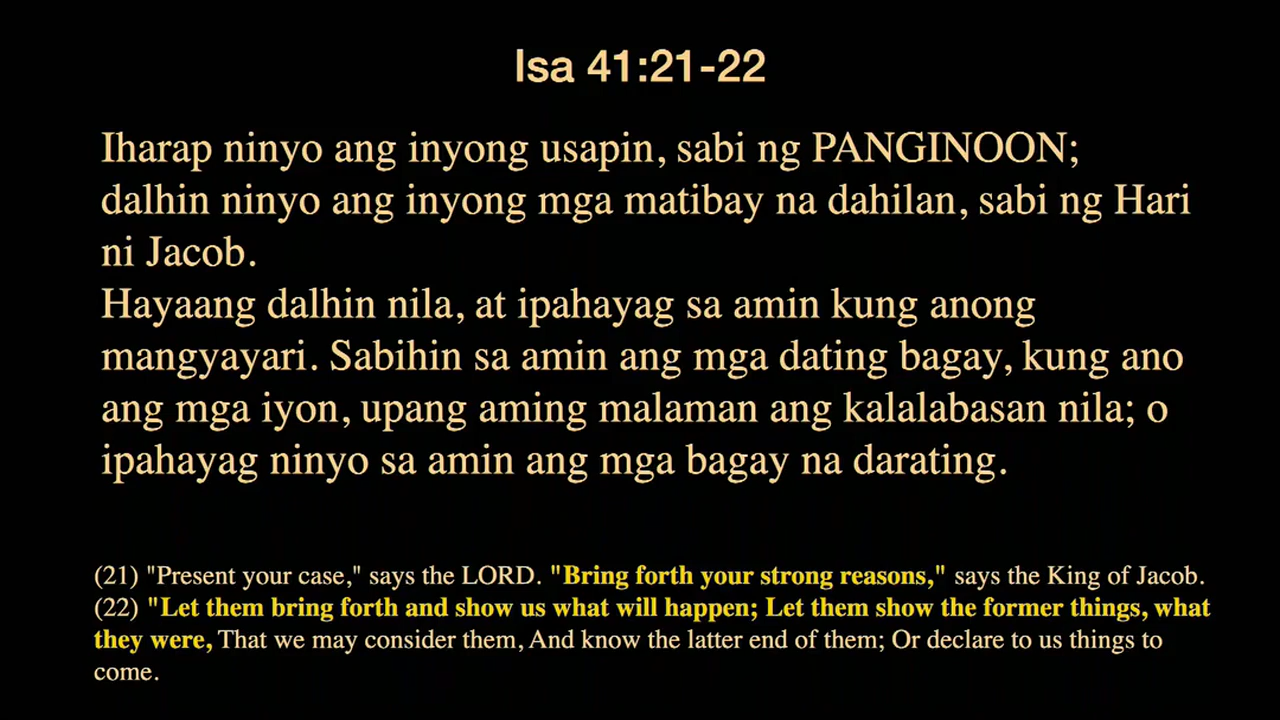 Isa 41:21-22
Iharap ninyo ang inyong usapin, sabi ng PANGINOON;
dalhin ninyo ang inyong mga matibay na dahilan, sabi ng Hari
ni Jacob.
Hayaang dalhin nila, at ipahayag sa amin kung anong
mangyayari. Sabihin sa amin ang mga dating bagay, kung ano
ang mga iyon, upang aming malaman ang kalalabasan nila; o
ipahayag ninyo sa amin ang mga bagay na darating.
(21) "Present your case," says the LORD. "Bring forth your strong reasons," says the King of Jacob.
(22) "Let them bring forth and show us what will happen; Let them show the former things, what
they were, That we may consider them, And know the latter end of them; Or declare to us things to
come.